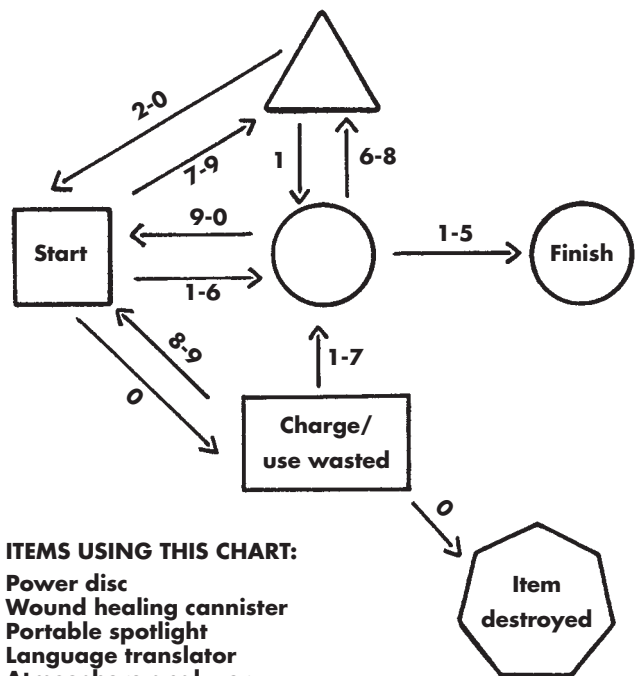 2-0
7-9
1
6-8
9-0
1-5
Start
Finish
1-6
8-9
1-7
0
Charge/
use wasted
0
ITEMS USING THIS CHART:
Power disc
Item
destroyed
Wound healing cannister
Portable spotlight
Language translator